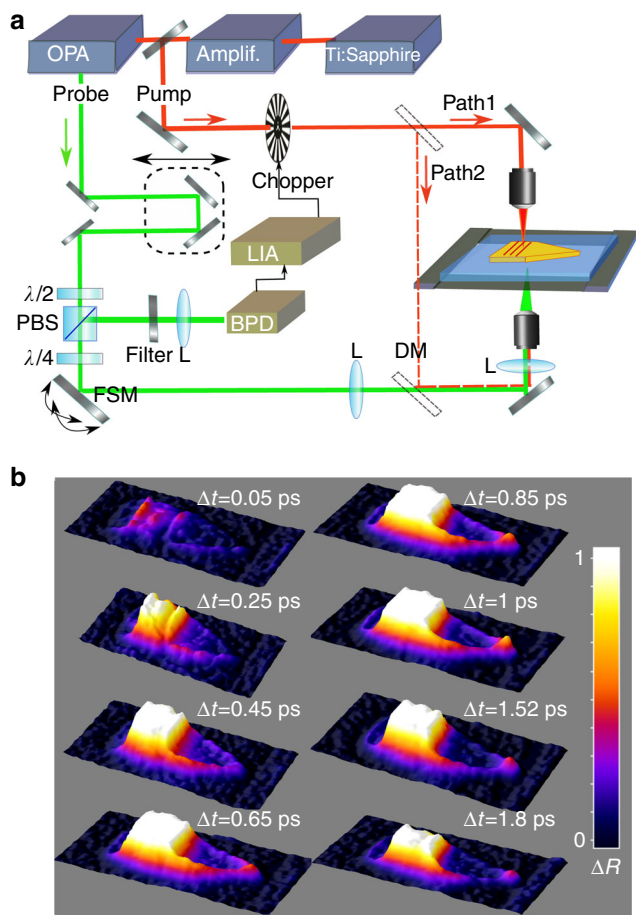 a
OPA
Amplif.
Ti:Sapphire
Probe
Pump
Path1
Path2
Chopper
LIA
λ/2
PBS
BPD
Filter L
λ/4
FSM
L
DM
L
b
Δt=0.05 ps
Δt=0.85 ps
Δt=0.25 ps
Δt=1 ps
Δt=0.45 ps
Δt=1.52 ps
Δt=0.65 ps
Δt=1.8 ps
1
0
ΔR